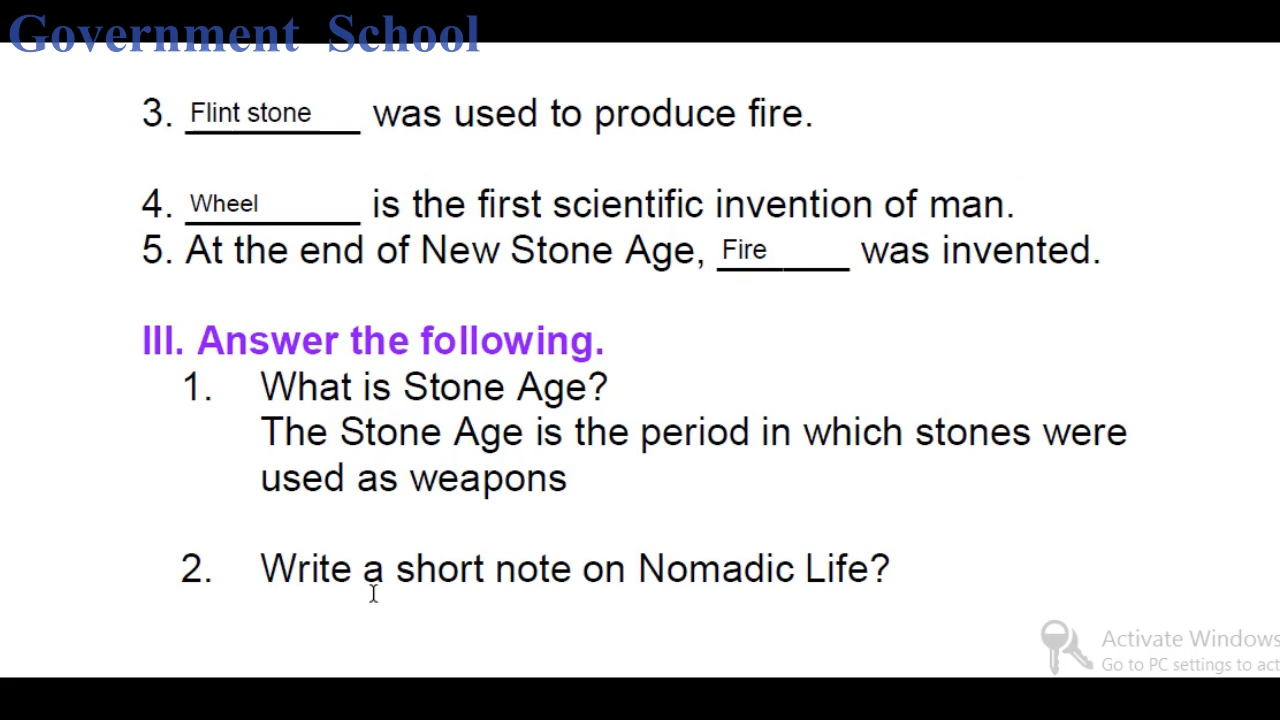 Government School
3. Flint stone was used to produce fire.
4. Wheel is the first scientific invention of man.
5. At the end of New Stone Age, Fire was invented.
III. Answer the following.
1. What is Stone Age?
The Stone Age is the period in which stones were
used as weapons
2. Write a short note on Nomadic Life?
Activate Windows
Go to PC settings to act